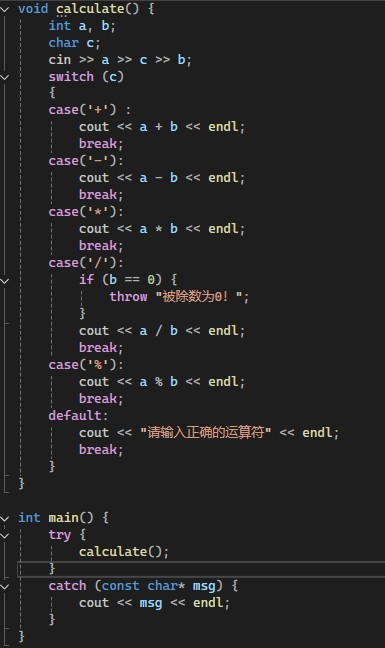 void calculate() {
    int a, b;
    char c;
    cin >> a >> c >> b;
    switch (c)
    {
    case('+') :
        cout << a + b << endl;
        break;
    case('-'):
        cout << a - b << endl;
        break;
    case('*'):
        cout << a * b << endl;
        break;
    case('/'):
        if (b == 0) {
            throw "被除数为0！";
        }
        cout << a / b << endl;
        break;
    case('%'):
        cout << a % b << endl;
        break;
    default:
        cout << "请输入正确的运算符" << endl;
        break;
    }
}
int main() {
    try {
        calculate();
    }
    catch (const char* msg) {
        cout << msg << endl;
    }
}